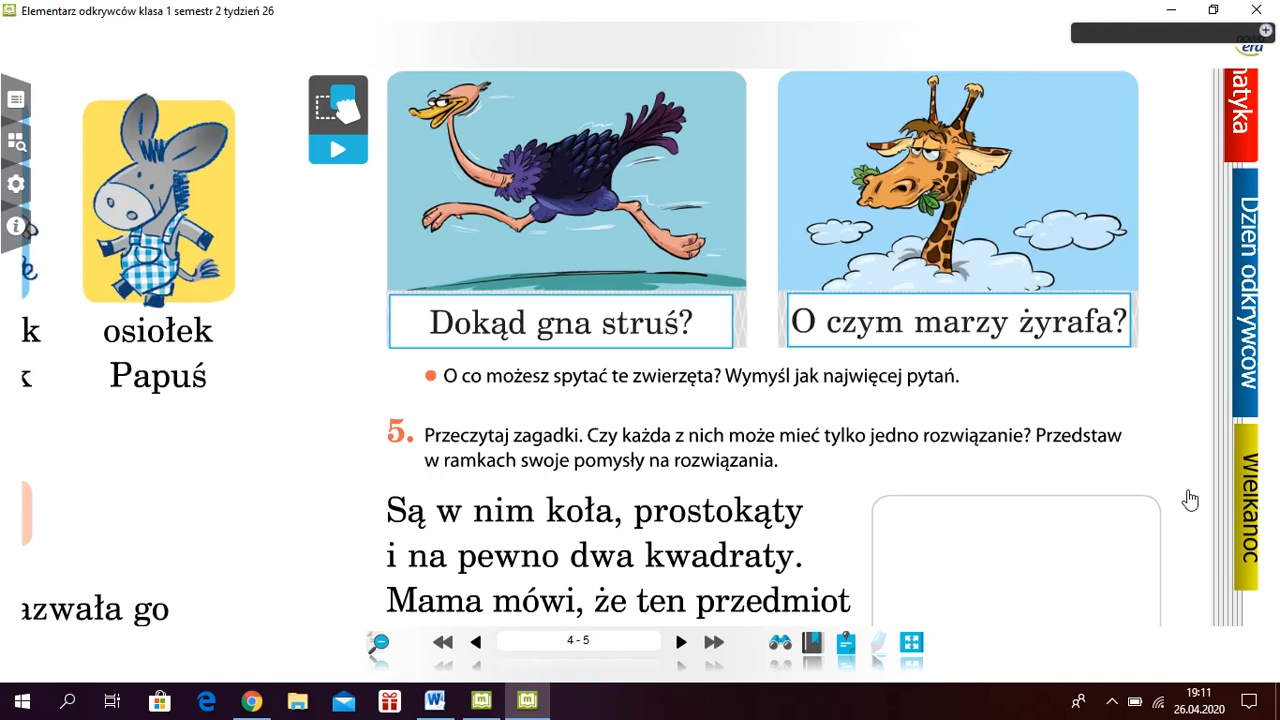 Elementarz odkrywców klasa 1 semestr 2 tydzień 26
nowa
era
matyka
Dzień odkrywców
Wielkanoc
k
osiołek
Papuś
Dokąd gna struś?
O czym marzy żyrafa?
• O co możesz spytać te zwierzęta? Wymyśl jak najwięcej pytań.
5. Przeczytaj zagadki. Czy każda z nich może mieć tylko jedno rozwiązanie? Przedstaw
w ramkach swoje pomysły na rozwiązania.
Są w nim koła, prostokąty
i na pewno dwa kwadraty.
Mama mówi, że ten przedmiot
azwała go
4 - 5
19:11
26.04.2020